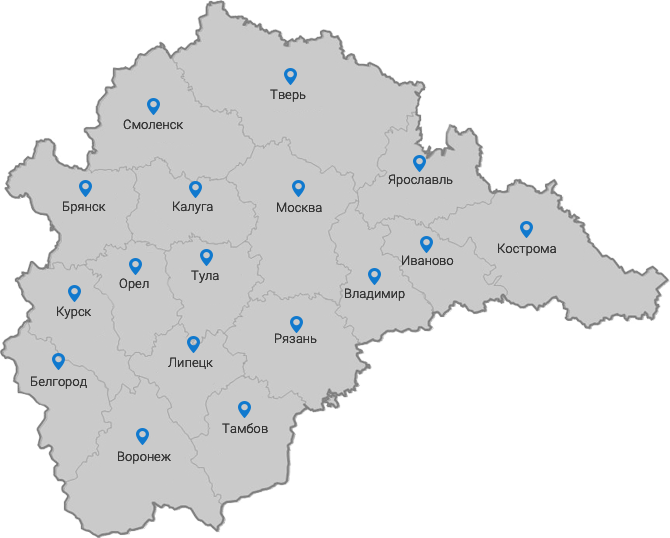 Тверь
Смоленск
Ярославль
Брянск
Калуга
Москва
Кострома
Иваново
Орел
Тула
Владимир
Курск
Рязань
Липецк
Белгород
Тамбов
Воронеж